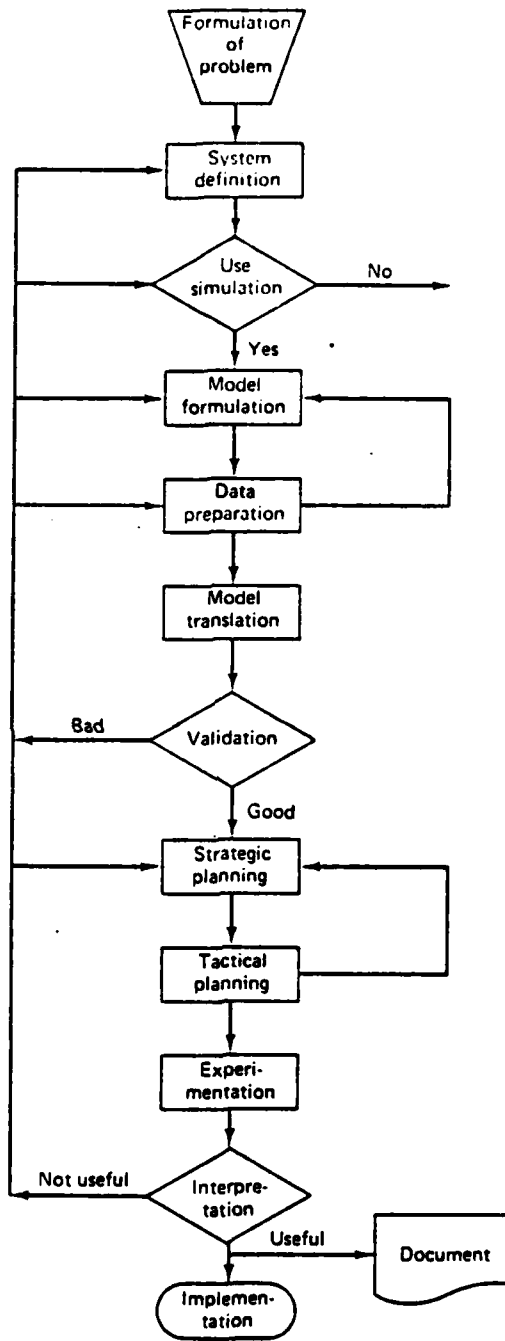 Formulation
of
problem
System
definition
Use
simulation
No
Yes
Model
formulation
Data
preparation
Model
translation
Bad
Validation
Good
Strategic
planning
Tactical
planning
Experi-
mentation
Not useful
Interpre-
tation
Useful
Document
Implemen-
tation